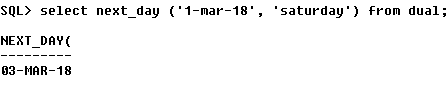 SQL> select next_day ('1-mar-18', 'saturday') from dual;
NEXT_DAY(
---------
03-MAR-18